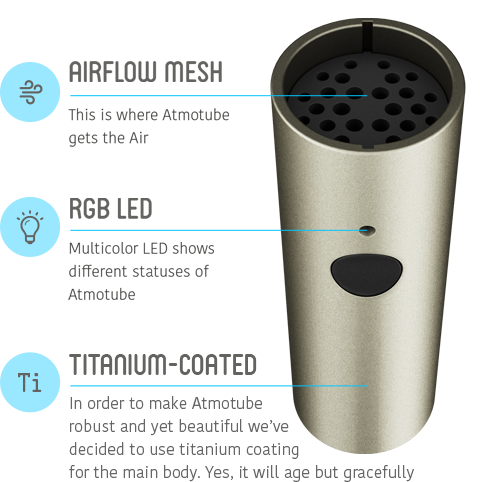 AIRFLOW MESH
This is where Atmotube
gets the Air
RGB LED
Multicolor LED shows
different statuses of
Atmotube
Ti
TITANIUM-COATED
In order to make Atmotube
robust and yet beautiful we've
decided to use titanium coating
for the main body. Yes, it will age but gracefully